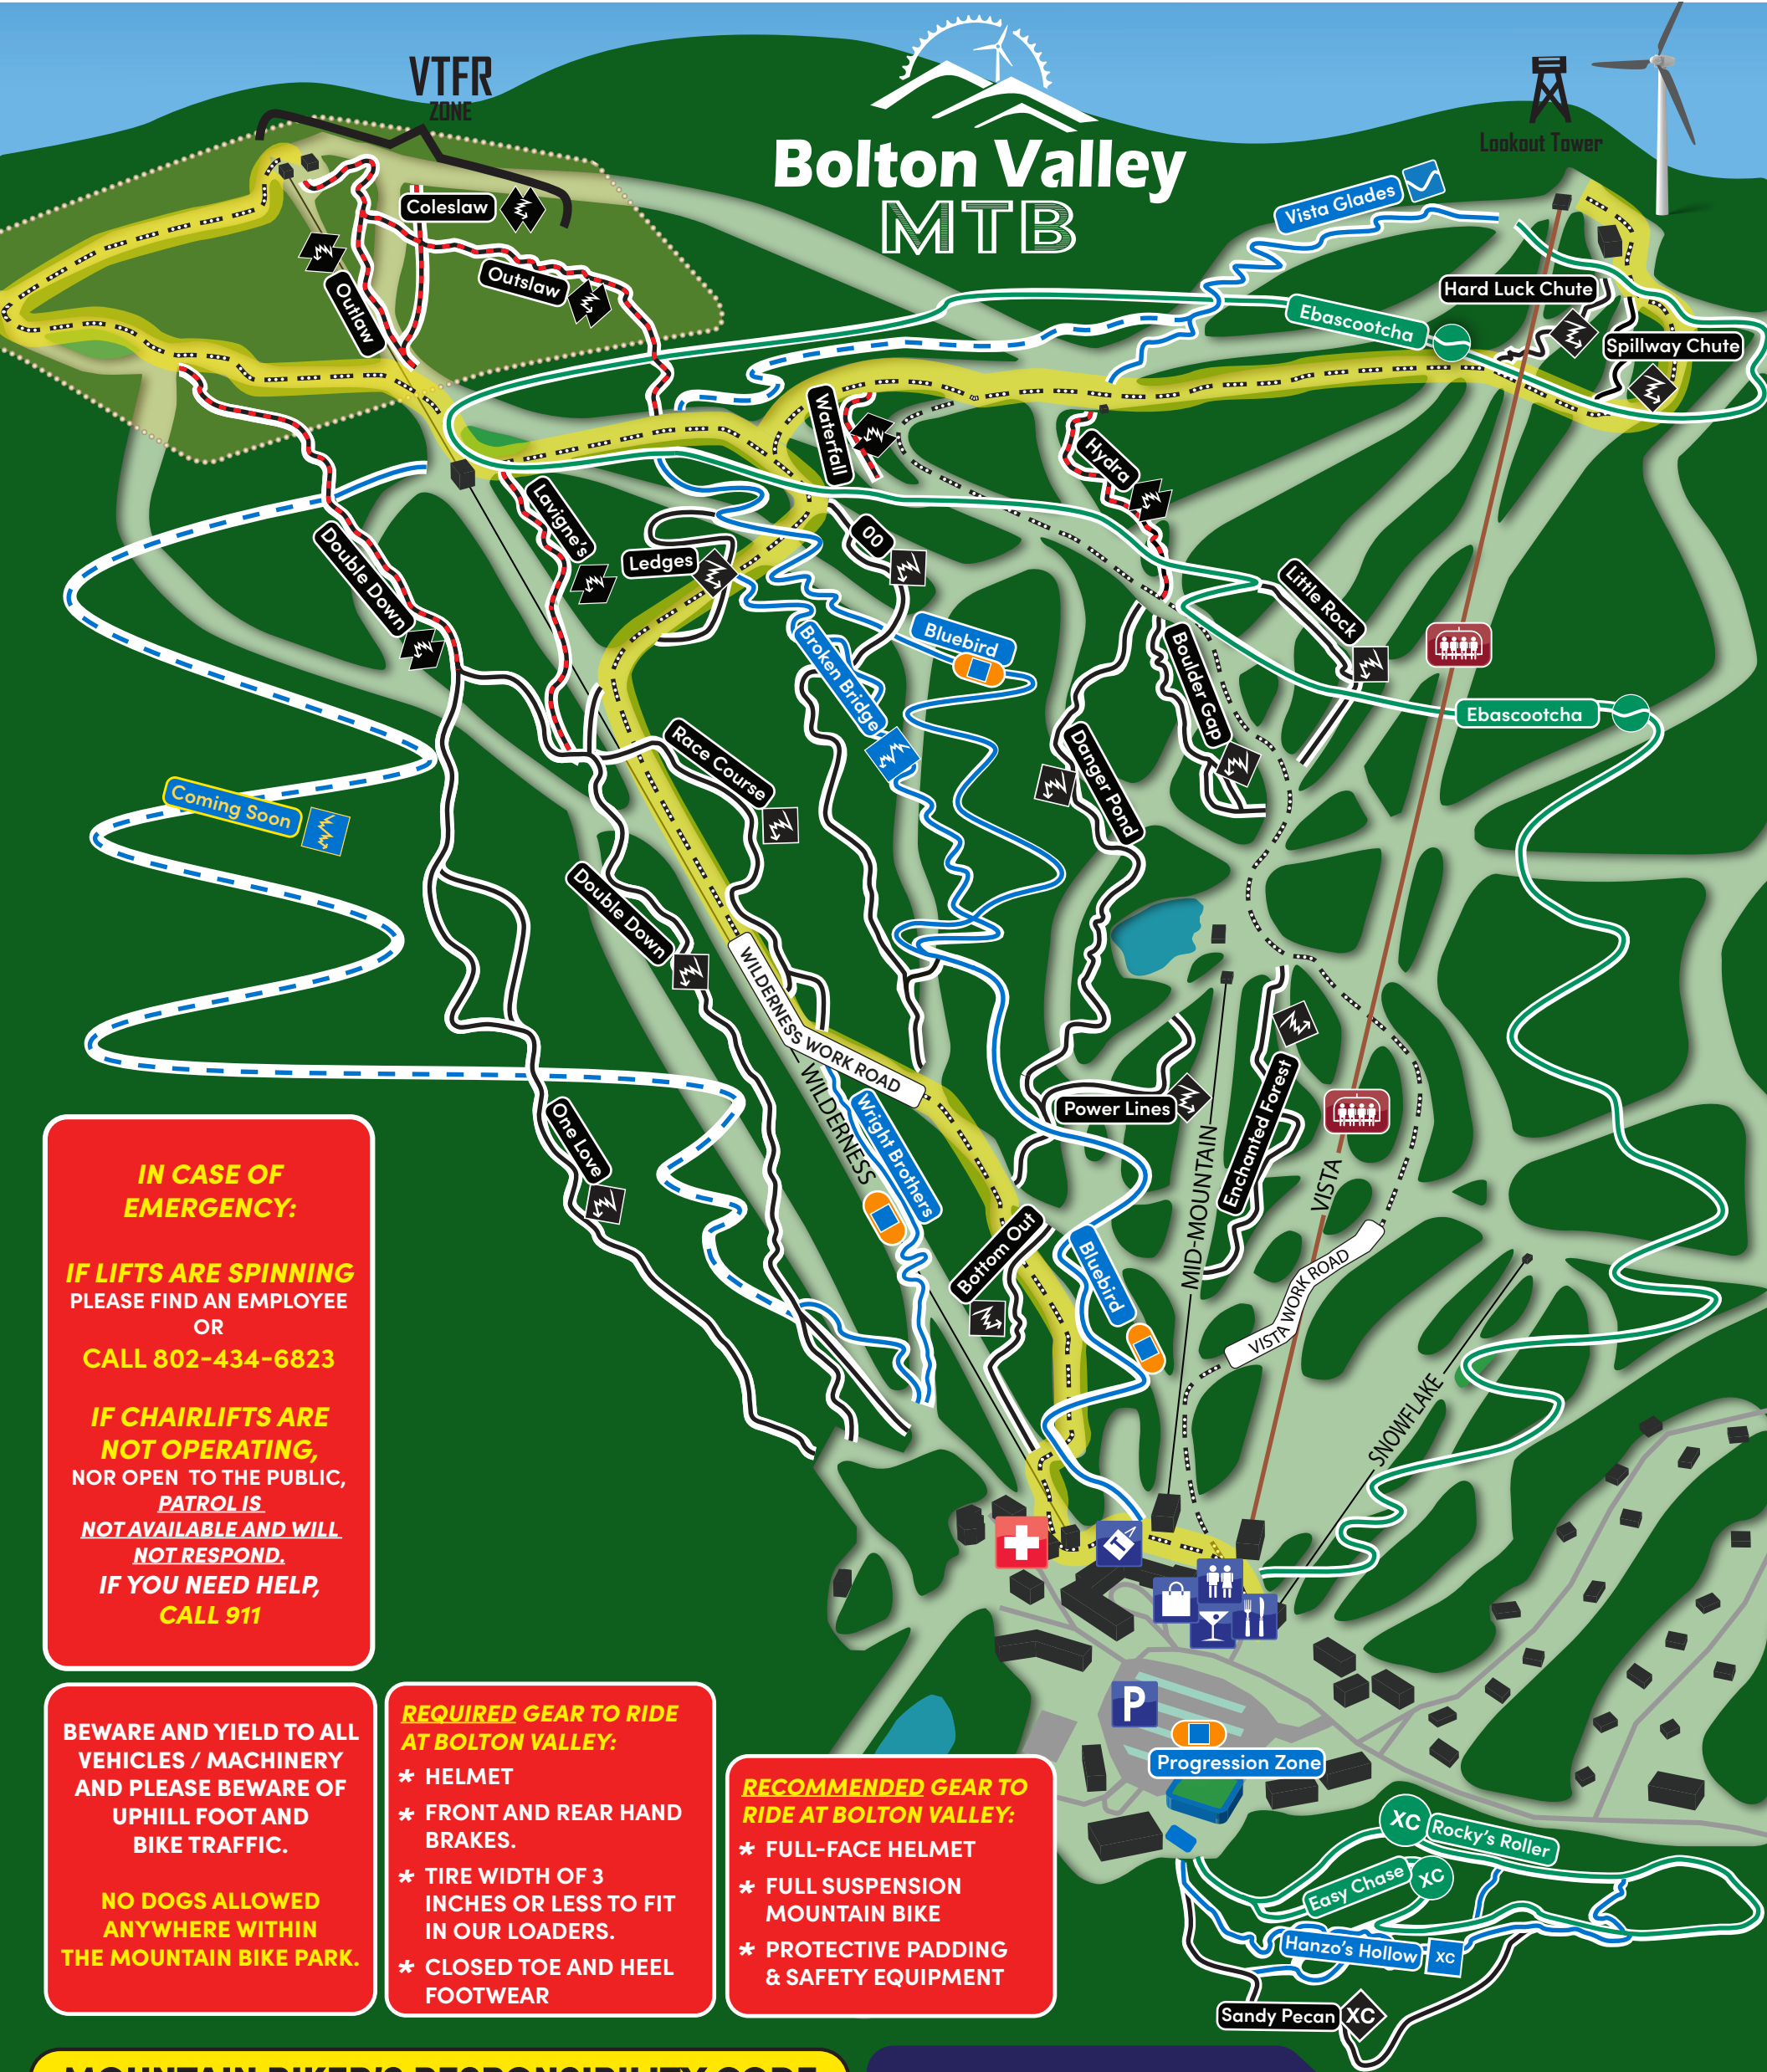 VTFR
ZONE
Bolton Valley
MTB
Lookout Tower
Vista Glades
Coleslaw
Outslaw
Outlaw
Hard Luck Chute
Ebascootcha
Spillway Chute
Waterfall
Hydra
Lavigne's
Double Down
Ledges
00
Little Rock
Bluebird
Broken Bridge
Boulder Gap
Ebascootcha
Race Course
Danger Pond
Coming Soon
Double Down
WILDERNESS WORK ROAD
WILDERNESS
Wright Brothers
Power Lines
Enchanted Forest
One Love
MID-MOUNTAIN
VISTA
Bottom Out
Bluebird
VISTA WORK ROAD
SNOWFLAKE
IN CASE OF
EMERGENCY:
IF LIFTS ARE SPINNING
PLEASE FIND AN EMPLOYEE
OR
CALL 802-434-6823
IF CHAIRLIFTS ARE
NOT OPERATING,
NOR OPEN TO THE PUBLIC,
PATROL IS
NOT AVAILABLE AND WILL
NOT RESPOND.
IF YOU NEED HELP,
CALL 911
T
P
Progression Zone
BEWARE AND YIELD TO ALL
VEHICLES / MACHINERY
AND PLEASE BEWARE OF
UPHILL FOOT AND
BIKE TRAFFIC.
NO DOGS ALLOWED
ANYWHERE WITHIN
THE MOUNTAIN BIKE PARK.
REQUIRED GEAR TO RIDE
AT BOLTON VALLEY:
* HELMET
* FRONT AND REAR HAND
BRAKES.
* TIRE WIDTH OF 3
INCHES OR LESS TO FIT
IN OUR LOADERS.
* CLOSED TOE AND HEEL
FOOTWEAR
RECOMMENDED GEAR TO
RIDE AT BOLTON VALLEY:
* FULL-FACE HELMET
* FULL SUSPENSION
MOUNTAIN BIKE
* PROTECTIVE PADDING
& SAFETY EQUIPMENT
XC Rocky's Roller
Easy Chase XC
Hanzo's Hollow XC
Sandy Pecan XC
MOUNTAIN BIKER'S RESPONSIBILITY CODE